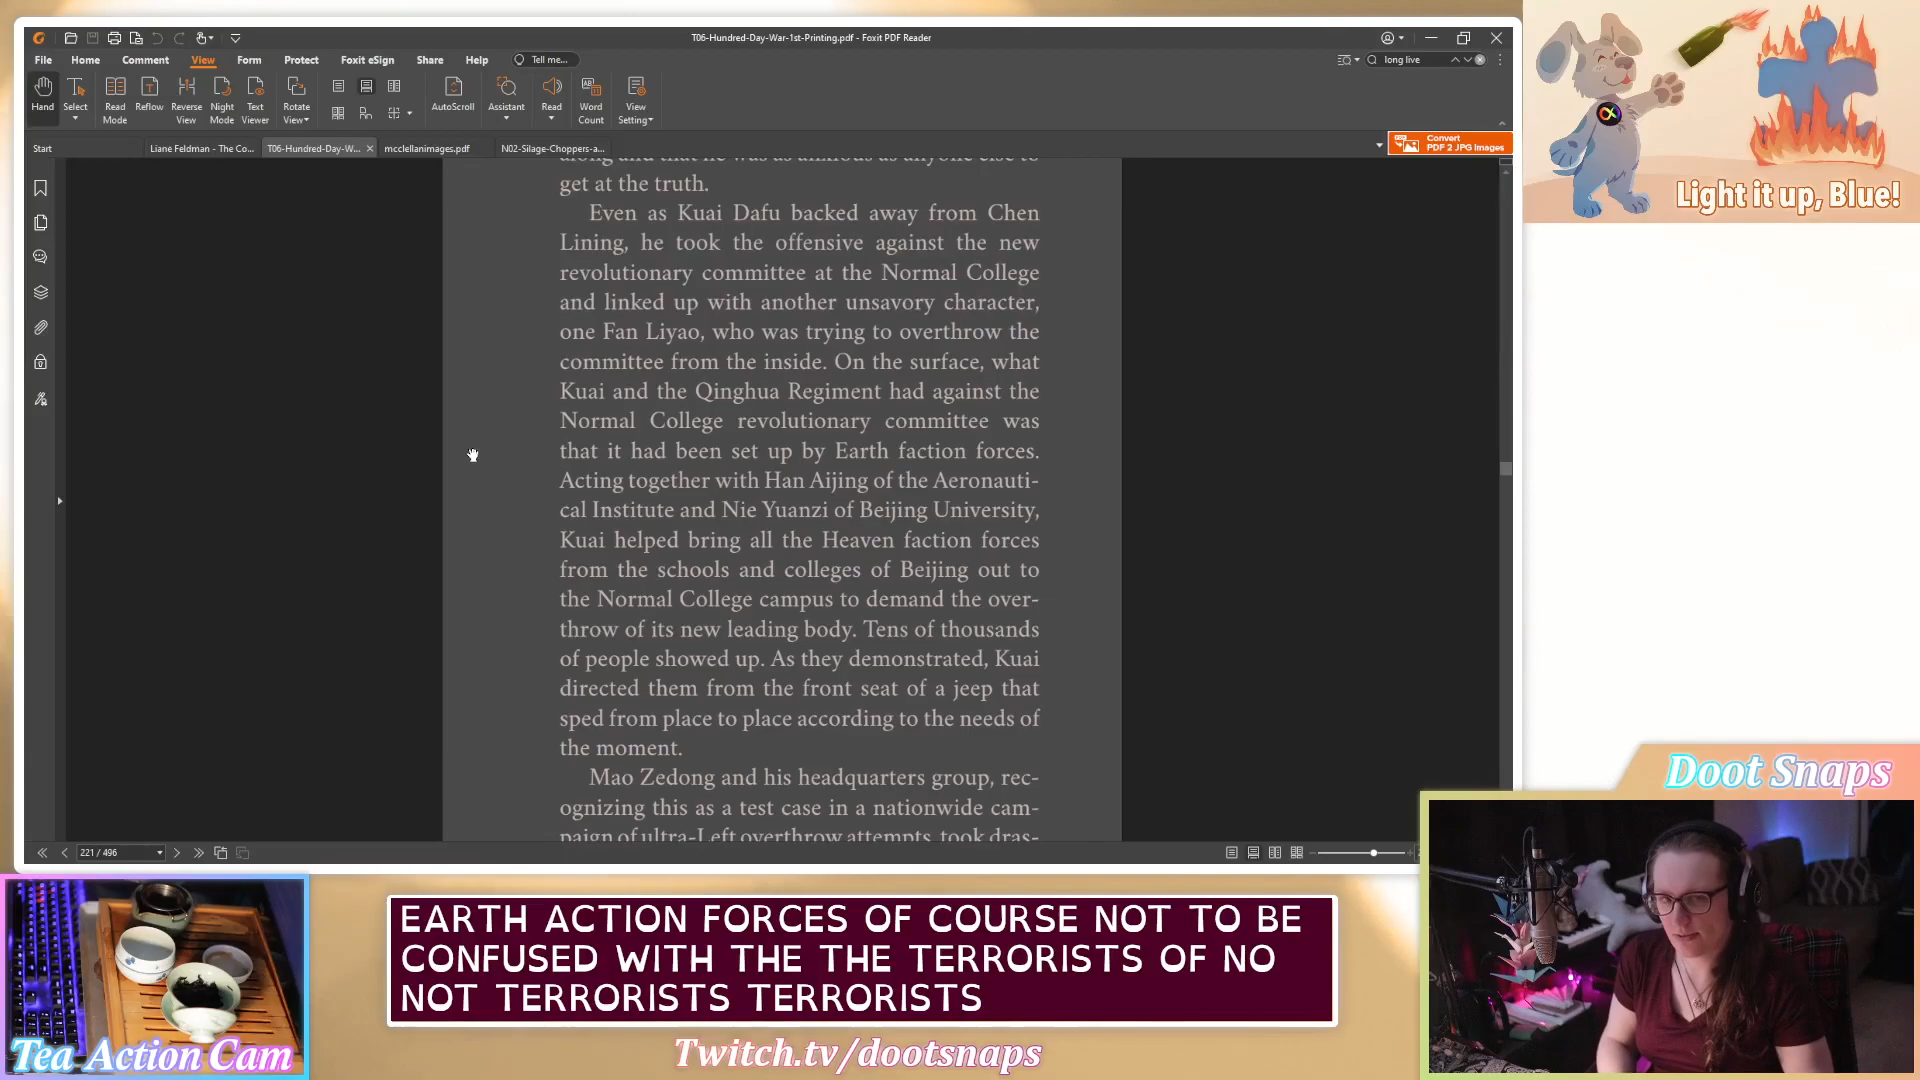 T06-Hundred-Day-War-1st-Printing.pdf - Foxit PDF Reader
File Home Comment View Form Protect Foxit eSign Share Help Tell me... long live
Hand Select Read Mode Reflow Reverse View Night Mode Text Viewer Rotate View AutoScroll Assistant Read Word Count View Setting
Start Liane Feldman - The Co... T06-Hundred-Day-W... mcclellanimages.pdf N02-Silage-Choppers-a...
Convert
PDF 2 JPG Images
get at the truth.
Even as Kuai Dafu backed away from Chen
Lining, he took the offensive against the new
revolutionary committee at the Normal College
and linked up with another unsavory character,
one Fan Liyao, who was trying to overthrow the
committee from the inside. On the surface, what
Kuai and the Qinghua Regiment had against the
Normal College revolutionary committee was
that it had been set up by Earth faction forces.
Acting together with Han Aijing of the Aeronauti-
cal Institute and Nie Yuanzi of Beijing University,
Kuai helped bring all the Heaven faction forces
from the schools and colleges of Beijing out to
the Normal College campus to demand the over-
throw of its new leading body. Tens of thousands
of people showed up. As they demonstrated, Kuai
directed them from the front seat of a jeep that
sped from place to place according to the needs of
the moment.
Mao Zedong and his headquarters group, rec-
ognizing this as a test case in a nationwide cam-
paign of ultra-Left overthrow attempts, took dras-
221 / 496
Light it up, Blue!
Doot Snaps
EARTH ACTION FORCES OF COURSE NOT TO BE
CONFUSED WITH THE THE TERRORISTS OF NO
NOT TERRORISTS TERRORISTS
Tea Action Cam
Twitch.tv/dootsnaps